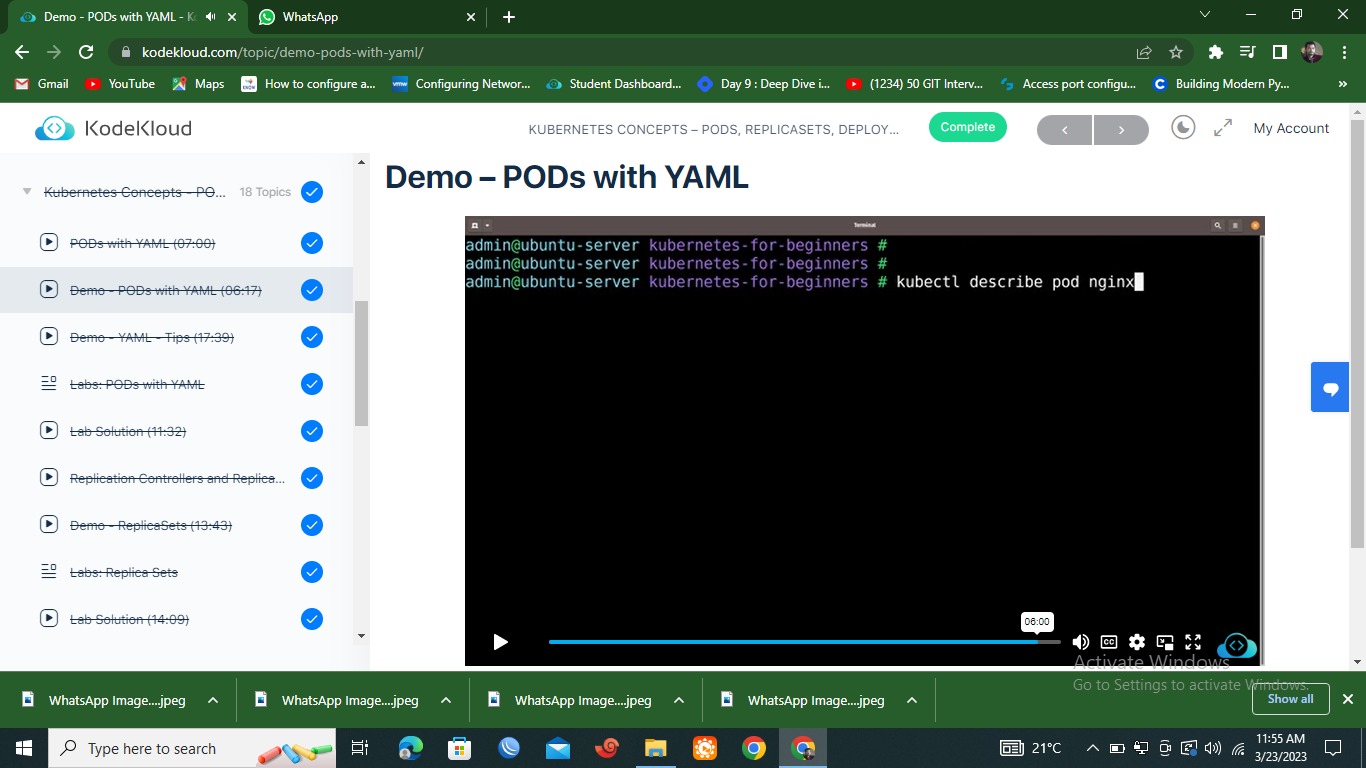 Demo - PODs with YAML - K
WhatsApp
kodekloud.com/topic/demo-pods-with-yaml/
Gmail
YouTube
Maps
How to configure a...
Configuring Networ...
Student Dashboard...
Day 9 : Deep Dive i...
(1234) 50 GIT Interv...
Access port configu...
Building Modern Py...
KodeKloud
KUBERNETES CONCEPTS – PODS, REPLICASETS, DEPLOY...
Complete
My Account
Kubernetes Concepts - PO...
18 Topics
PODs with YAML (07:00)
Demo - PODs with YAML (06:17)
Demo - YAML - Tips (17:39)
Labs: PODs with YAML
Lab Solution (11:32)
Replication Controllers and Replica...
Demo - ReplicaSets (13:43)
Labs: Replica Sets
Lab Solution (14:09)
Demo – PODs with YAML
Terminal
admin@ubuntu-server kubernetes-for-beginners #
admin@ubuntu-server kubernetes-for-beginners #
admin@ubuntu-server kubernetes-for-beginners # kubectl describe pod nginx
06:00
CC
Activate Windows
Go to Settings to activate Windows.
WhatsApp Image....jpeg
WhatsApp Image....jpeg
WhatsApp Image....jpeg
WhatsApp Image....jpeg
Show all
Type here to search
21°C
11:55 AM
3/23/2023